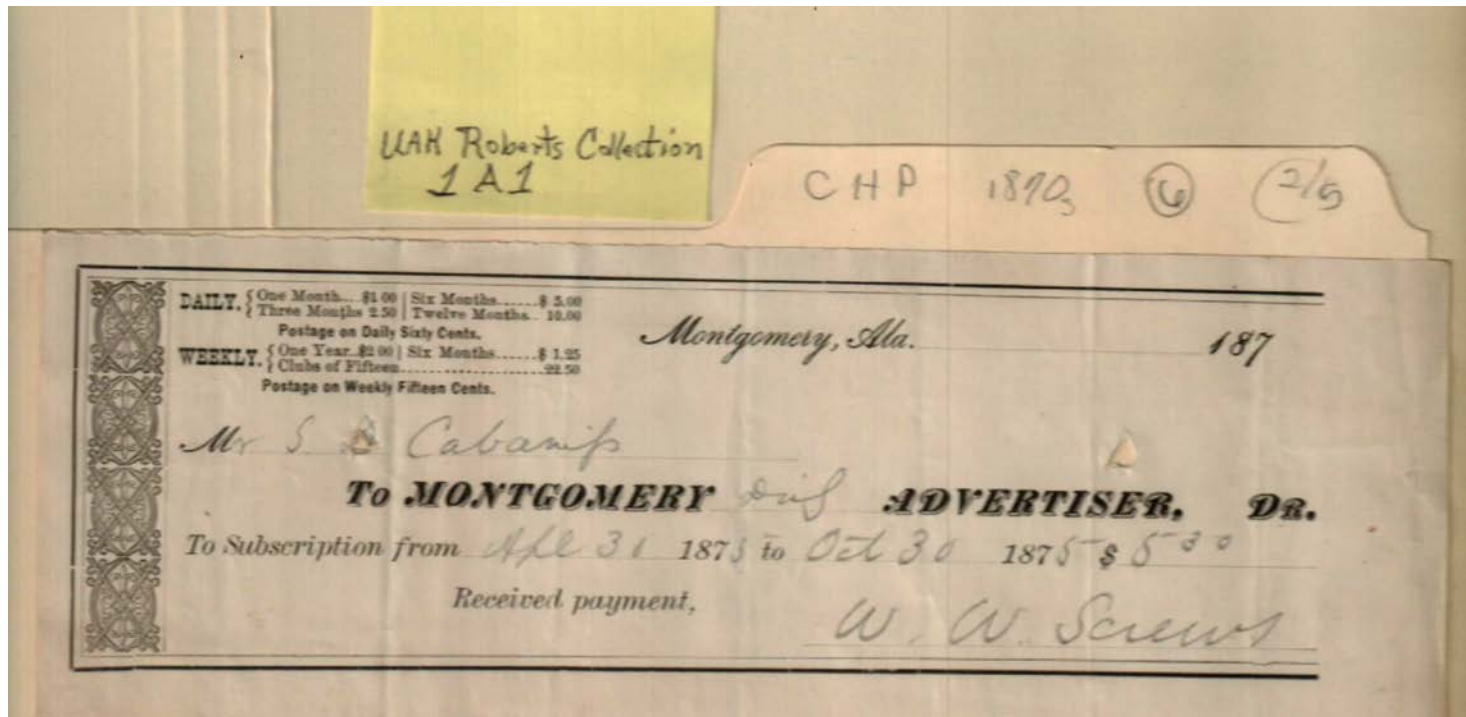 UAH Roberts Collection
1A1
CHP 1870s 6 2/5
DAILY. { One Month....$1 00 | Six Months.......$ 5.00
{ Three Months 2.50 | Twelve Months.. 10.00
Postage on Daily Sixty Cents.
WEEKLY. { One Year..$2 00 | Six Months.......$ 1.25
{ Clubs of Fifteen........................22.50
Postage on Weekly Fifteen Cents.
Montgomery, Ala. 187
Mr S D Cabaniss
To MONTGOMERY ADVERTISER, DR.
To Subscription from Apl 30 1875 to Oct 30 1875 $ 5 00
Received payment,
W. W. Screws